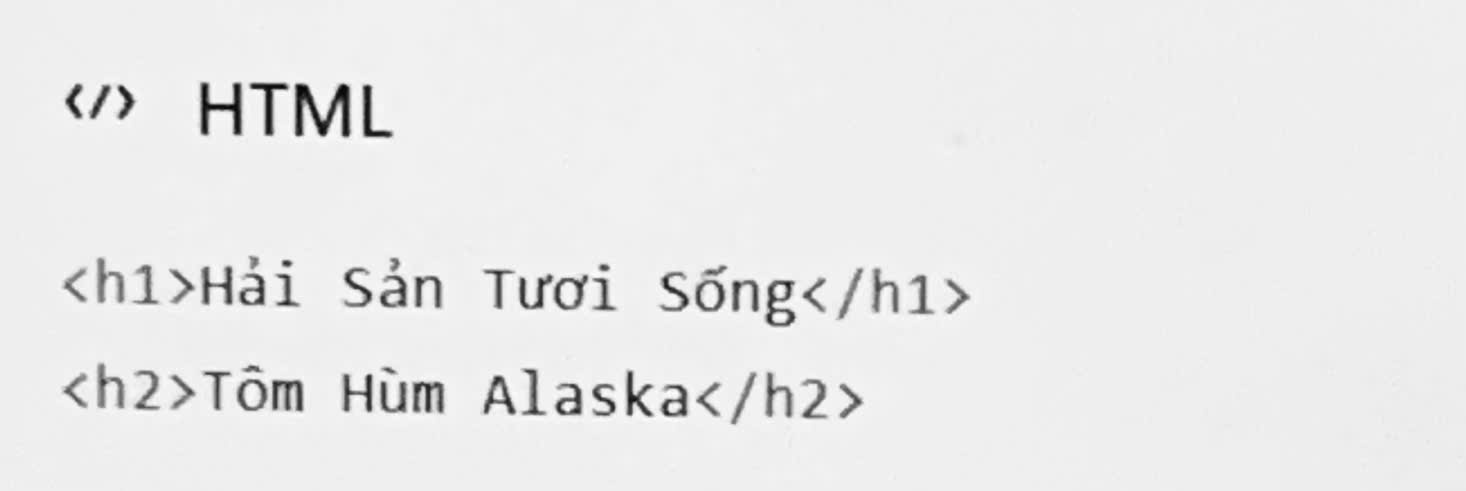 </> HTML
<h1>Hải Sản Tươi Sống</h1>
<h2>Tôm Hùm Alaska</h2>